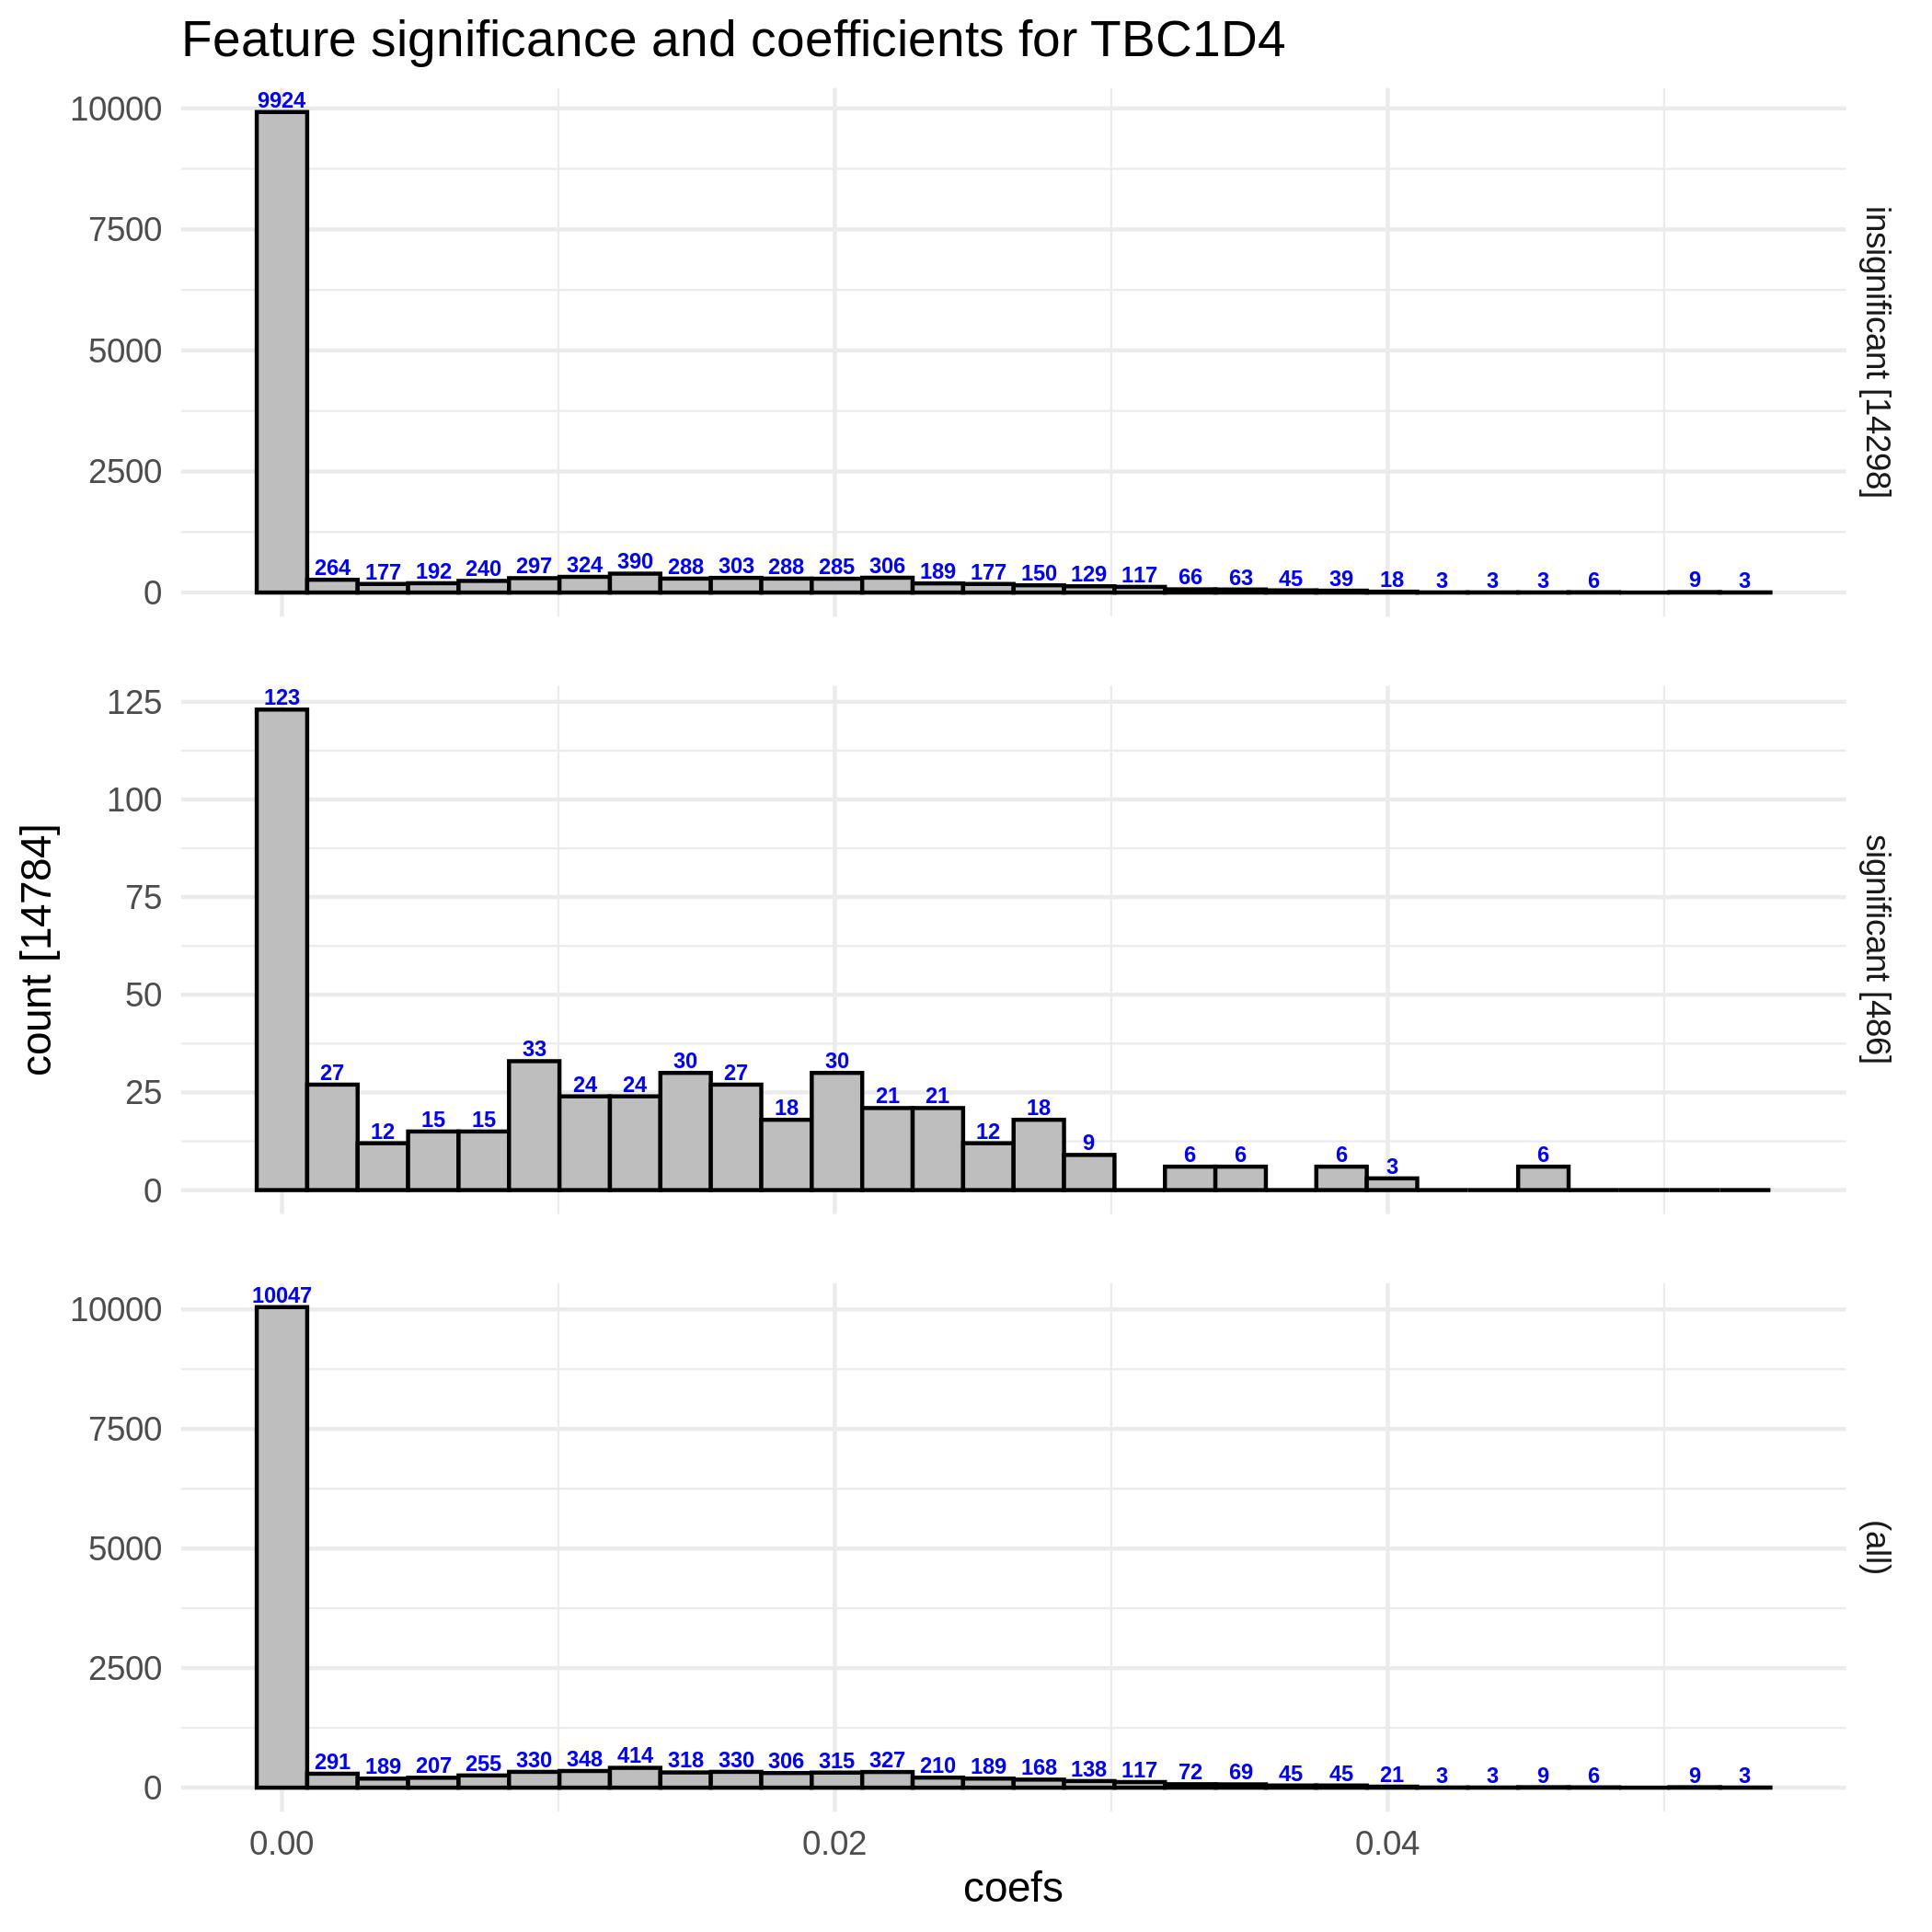 Feature significance and coefficients for TBC1D4
count [14784]
10000
7500
5000
2500
0
9924
264 177 192 240 297 324 390 288 303 288 285 306 189 177 150 129 117 66 63 45 39 18 3 3 3 6 9 3
insignificant [14298]
125
100
75
50
25
0
123
27 12 15 15 33 24 24 30 27 18 30 21 21 12 18 9 6 6 6 3 6
significant [486]
10000
7500
5000
2500
0
10047
291 189 207 255 330 348 414 318 330 306 315 327 210 189 168 138 117 72 69 45 45 21 3 3 9 6 9 3
(all)
0.00 0.02 0.04
coefs